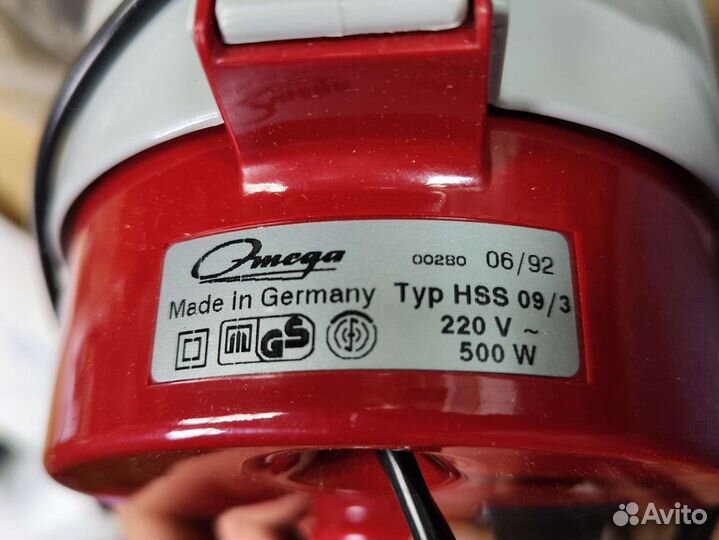 Omega 00280 06/92
Made in Germany Typ HSS 09/3
220 V ~
GS 500 W
Avito